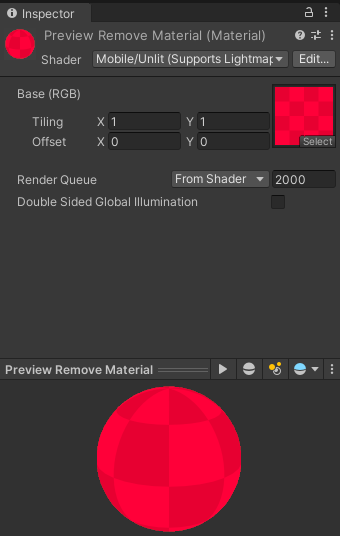 Inspector
Preview Remove Material (Material)
Shader Mobile/Unlit (Supports Lightmap Edit...
Base (RGB)
Tiling X 1 Y 1
Offset X 0 Y 0
Select
Render Queue From Shader 2000
Double Sided Global Illumination
Preview Remove Material